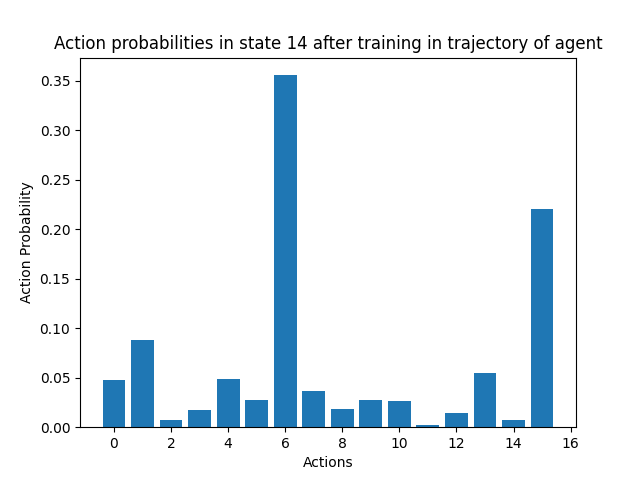 Action probabilities in state 14 after training in trajectory of agent
0.35
0.30
0.25
0.20
0.15
0.10
0.05
0.00
Action Probability
0 2 4 6 8 10 12 14 16
Actions